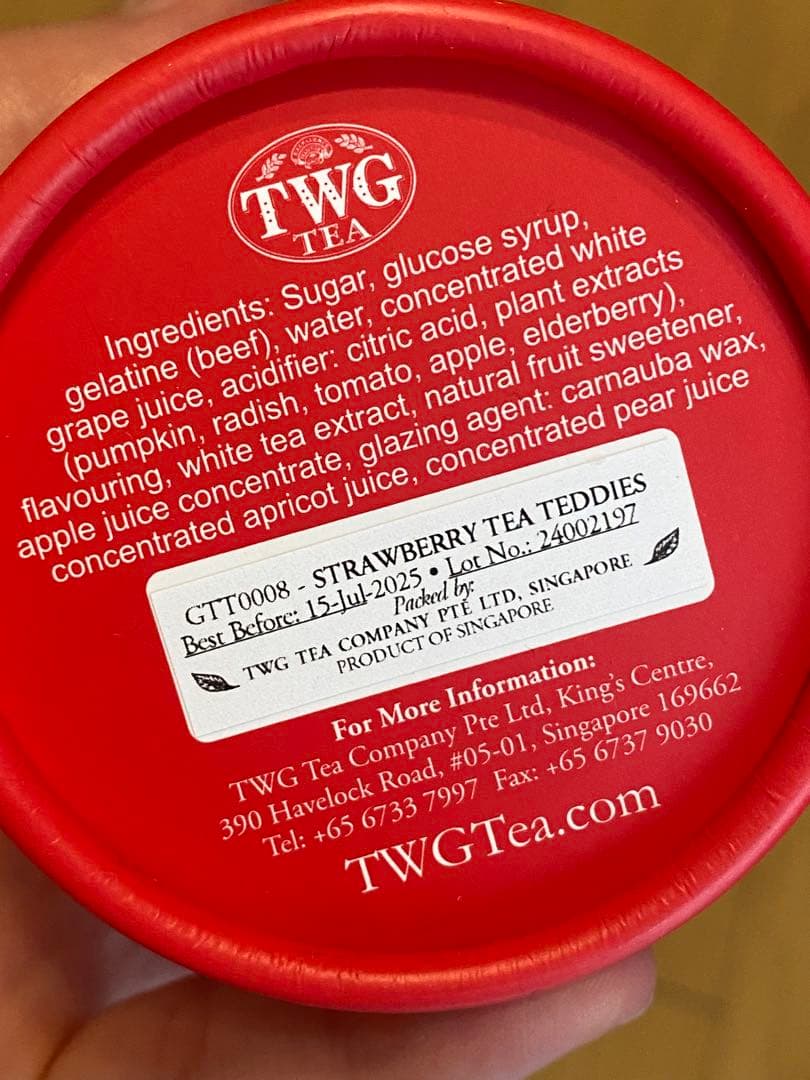 TWG
TEA
Ingredients: Sugar, glucose syrup,
gelatine (beef), water, concentrated white
grape juice, acidifier: citric acid, plant extracts
(pumpkin, radish, tomato, apple, elderberry),
flavouring, white tea extract, natural fruit sweetener,
apple juice concentrate, glazing agent: carnauba wax,
concentrated apricot juice, concentrated pear juice
GTT0008 - STRAWBERRY TEA TEDDIES
Best Before: 15-Jul-2025 • Lot No.: 24002197
Packed by:
TWG TEA COMPANY PTE LTD, SINGAPORE
PRODUCT OF SINGAPORE
For More Information:
TWG Tea Company Pte Ltd, King's Centre,
390 Havelock Road, #05-01, Singapore 169662
Tel: +65 6733 7997 Fax: +65 6737 9030
TWGTea.com